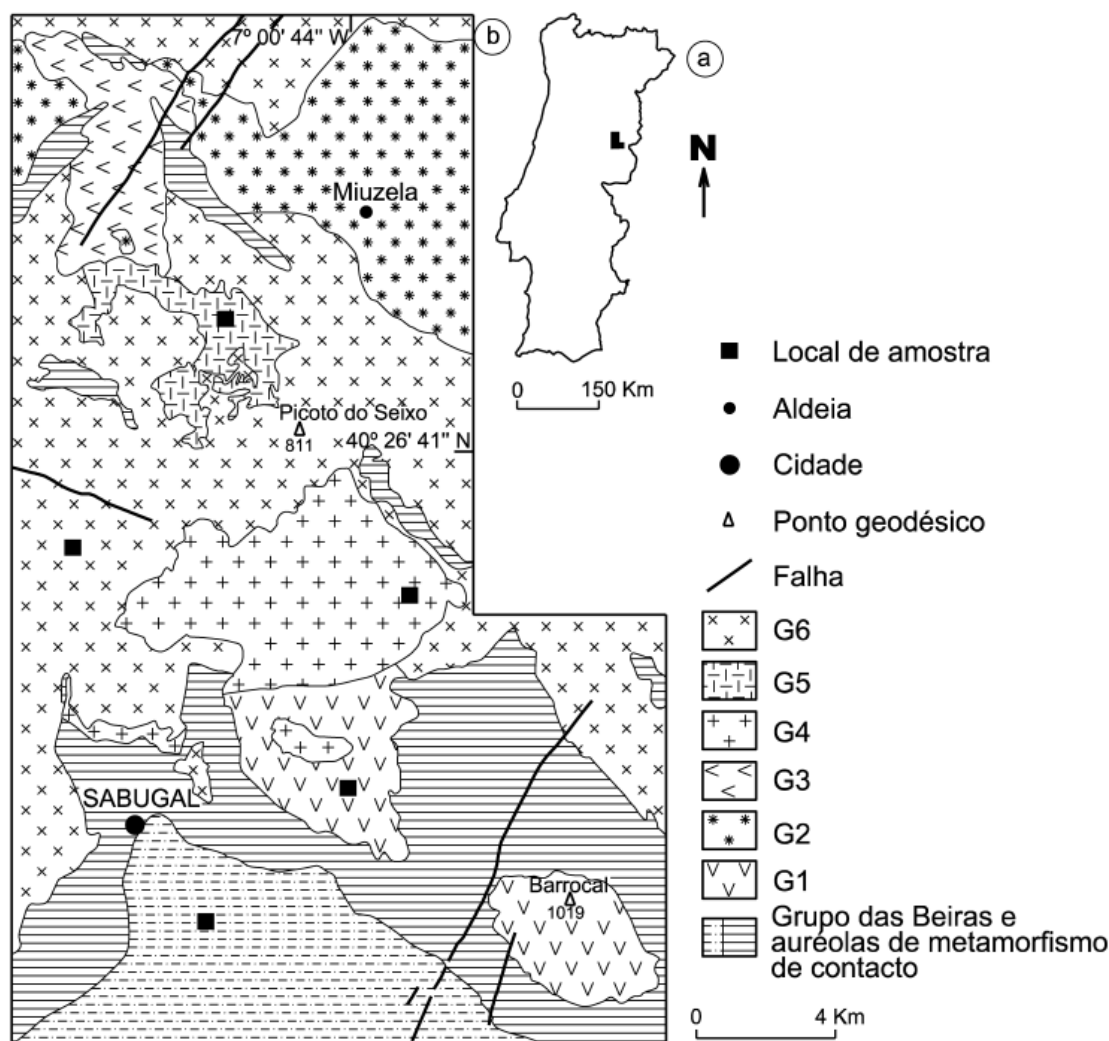 7º 00' 44" W
b
a
N
Miuzela
0 150 Km
Picoto do Seixo
811
40º 26' 41" N
SABUGAL
Barrocal
1019
Local de amostra
Aldeia
Cidade
Ponto geodésico
Falha
G6
G5
G4
G3
G2
G1
Grupo das Beiras e
auréolas de metamorfismo
de contacto
0 4 Km